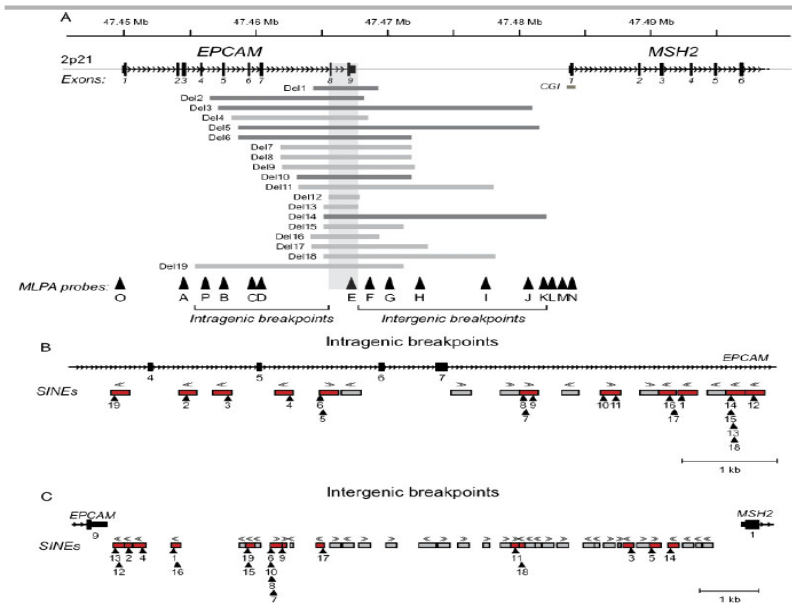 A
47.45 Mb 47.46 Mb 47.47 Mb 47.48 Mb 47.49 Mb
EPCAM MSH2
2p21
Exons: 1 23 4 5 6 7 8 9 1 2 3 4 5 6
Del1 CGI
Del2
Del3
Del4
Del5
Del6
Del7
Del8
Del9
Del10
Del11
Del12
Del13
Del14
Del15
Del16
Del17
Del18
Del19
MLPA probes:
O A P B C D E F G H I J K L M N
Intragenic breakpoints Intergenic breakpoints
B Intragenic breakpoints
EPCAM
4 5 6 7
SINEs
19 2 3 4 6 8 9 10 11 16 1 14 12
5 7 17 15
13
18
1 kb
C Intergenic breakpoints
EPCAM MSH2
9 1
SINEs
13 2 4 1 19 6 9 17 11 3 5 14
12 16 15 10 18
8
7
1 kb